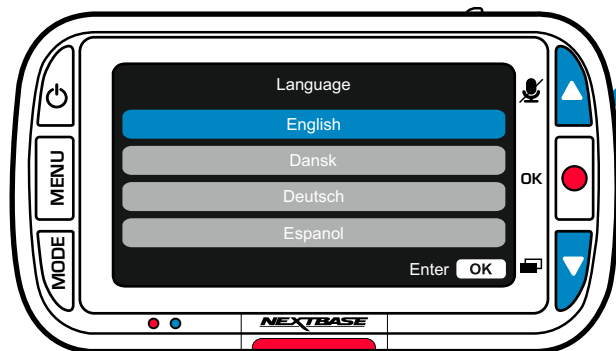 Language
English
Dansk
Deutsch
Espanol
Enter OK
MENU
MODE
OK
NEXTBASE